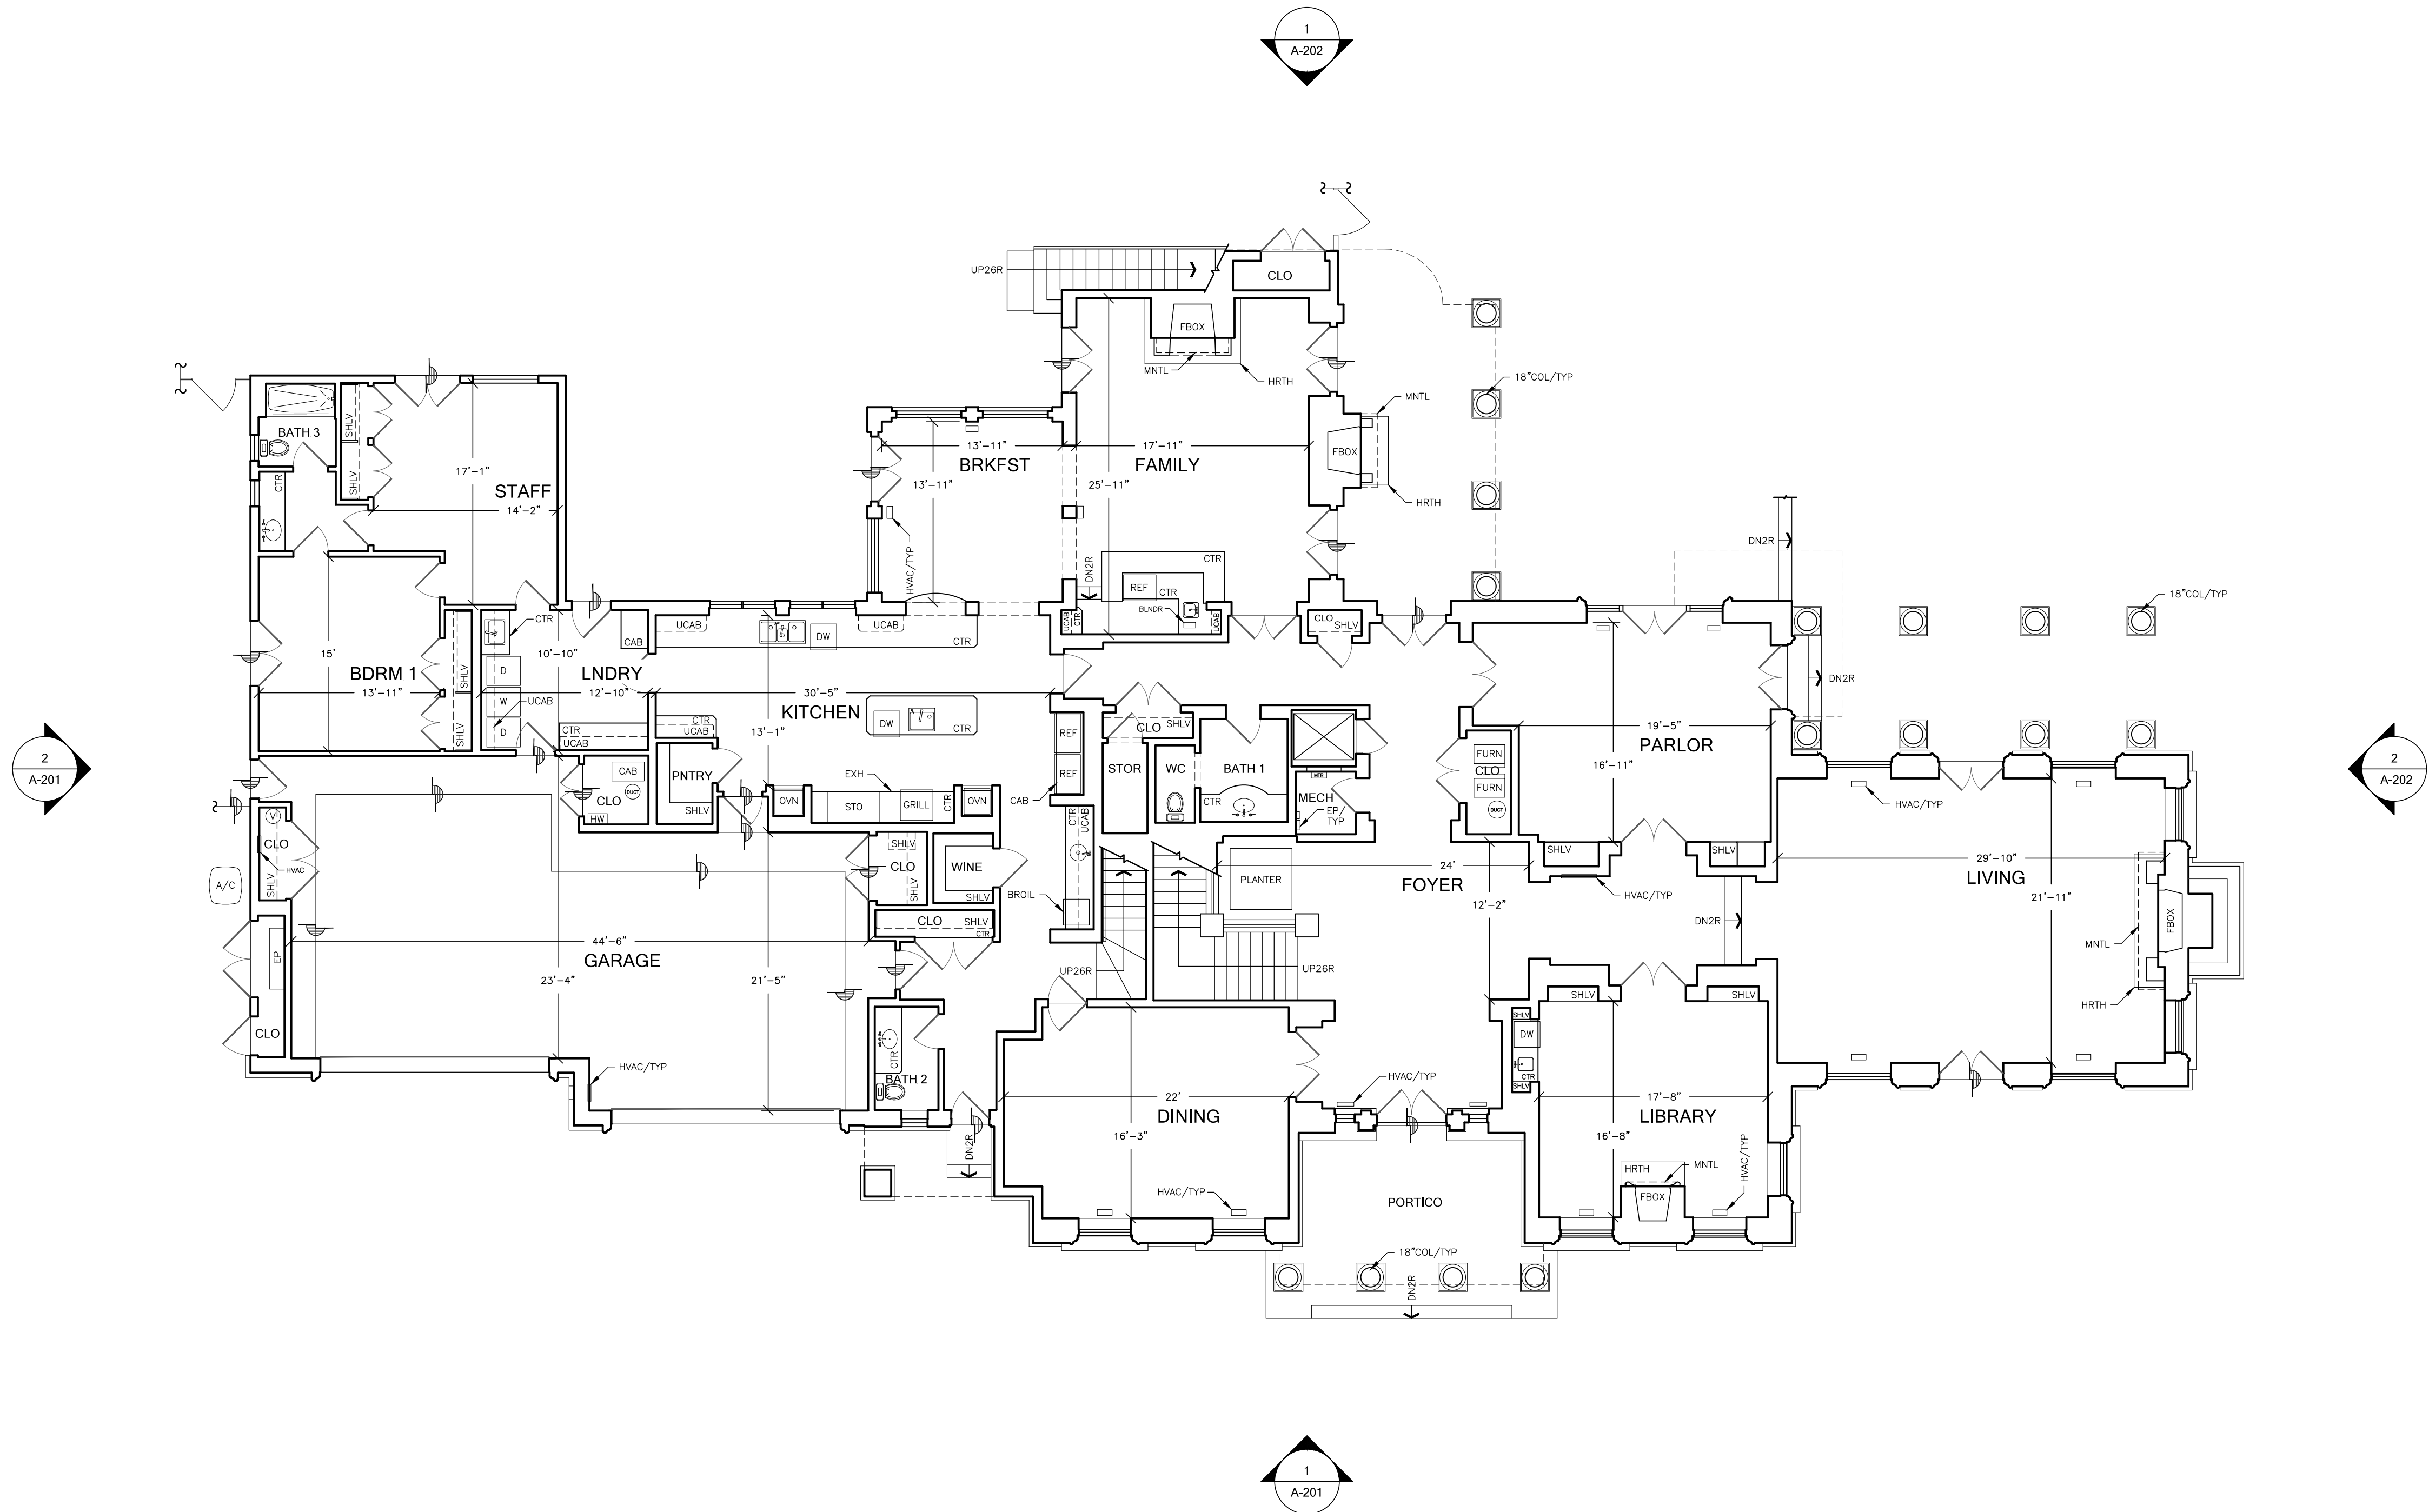 1
A-202
UP26R
CLO
FBOX
MNTL
HRTH
18"COL/TYP
MNTL
FBOX
HRTH
BATH 3
SHLV
SHLV
CTR
17'-1"
STAFF
14'-2"
13'-11"
BRKFST
13'-11"
17'-11"
FAMILY
25'-11"
HVAC/TYP
DN2R
CTR
REF
CTR
BLNDR
UCAB
CTR
UCAB
DN2R
18"COL/TYP
CLO
SHLV
15'
BDRM 1
13'-11"
SHLV
SHLV
CTR
10'-10"
LNDRY
12'-10"
D
W
D
UCAB
CTR
UCAB
CAB
UCAB
DW
UCAB
CTR
30'-5"
KITCHEN
13'-1"
CTR
UCAB
DW
CTR
REF
REF
CAB
CLO
SHLV
STOR
WC
BATH 1
CTR
MTR
MECH
EP/
TYP
FURN
CLO
FURN
DUCT
19'-5"
PARLOR
16'-11"
DN2R
SHLV
SHLV
HVAC/TYP
2
A-201
2
A-202
CAB
DUCT
CLO
HW
PNTRY
SHLV
EXH
OVN
STO
GRILL
CTR
OVN
CTR
UCAB
BROIL
V
CLO
HVAC
SHLV
A/C
EP
CLO
44'-6"
GARAGE
23'-4"
21'-5"
HVAC/TYP
SHLV
CLO
SHLV
WINE
SHLV
CLO
SHLV
CTR
CTR
BATH 2
DN2R
UP26R
UP26R
PLANTER
24'
FOYER
12'-2"
HVAC/TYP
DN2R
29'-10"
LIVING
21'-11"
FBOX
MNTL
HRTH
22'
DINING
16'-3"
HVAC/TYP
HVAC/TYP
SHLV
SHLV
SHLV
DW
CTR
SHLV
17'-8"
LIBRARY
16'-8"
HRTH
MNTL
FBOX
HVAC/TYP
PORTICO
18"COL/TYP
DN2R
1
A-201